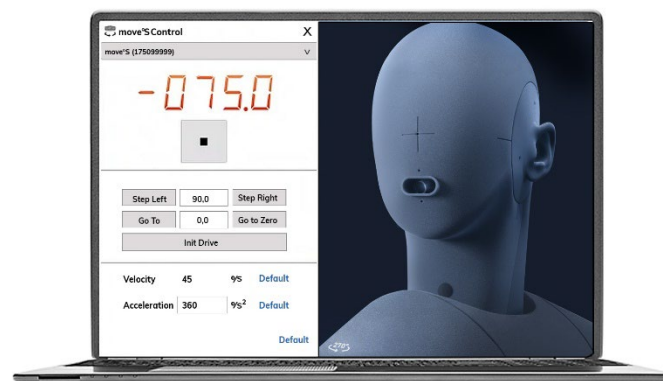 move°S Control X
move°S (175099999) V
-075.0
Step Left 90,0 Step Right
Go To 0,0 Go to Zero
Init Drive
Velocity 45 °/S Default
Acceleration 360 °/S² Default
Default
270°